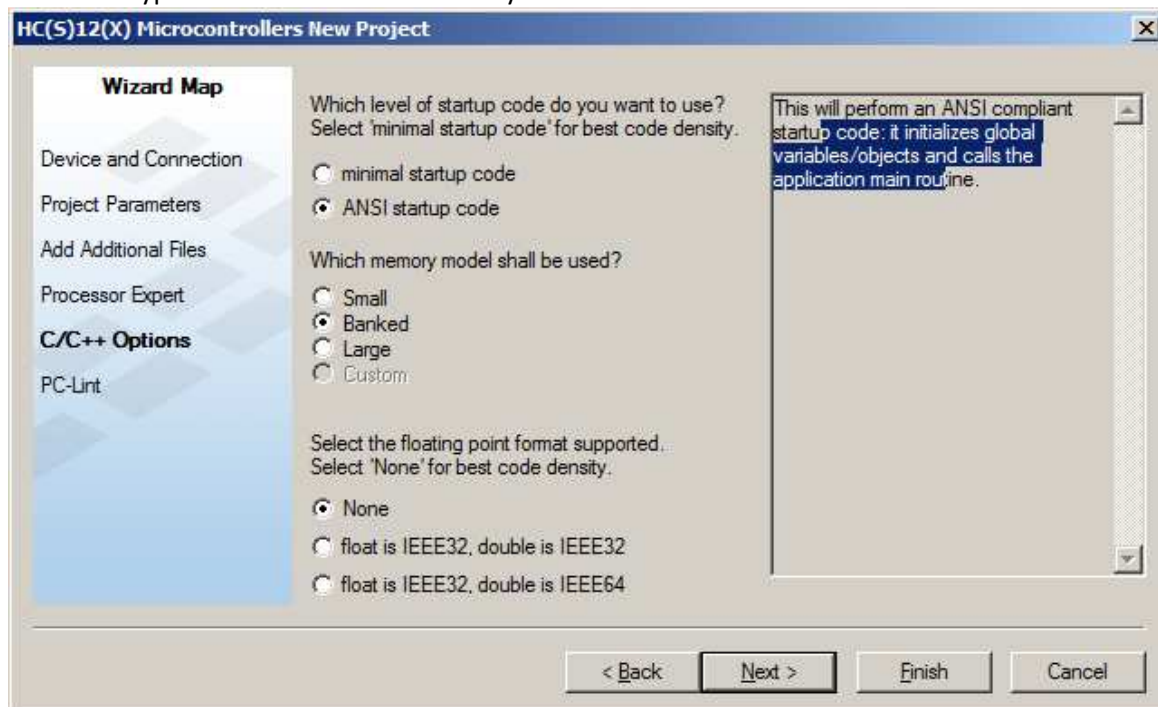 HC(S)12(X) Microcontrollers New Project
Wizard Map
Device and Connection
Project Parameters
Add Additional Files
Processor Expert
C/C++ Options
PC-Lint
Which level of startup code do you want to use?
Select 'minimal startup code' for best code density.
minimal startup code
ANSI startup code
Which memory model shall be used?
Small
Banked
Large
Custom
Select the floating point format supported.
Select 'None' for best code density.
None
float is IEEE32, double is IEEE32
float is IEEE32, double is IEEE64
This will perform an ANSI compliant
startup code: it initializes global
variables/objects and calls the
application main routine.
< Back
Next >
Finish
Cancel